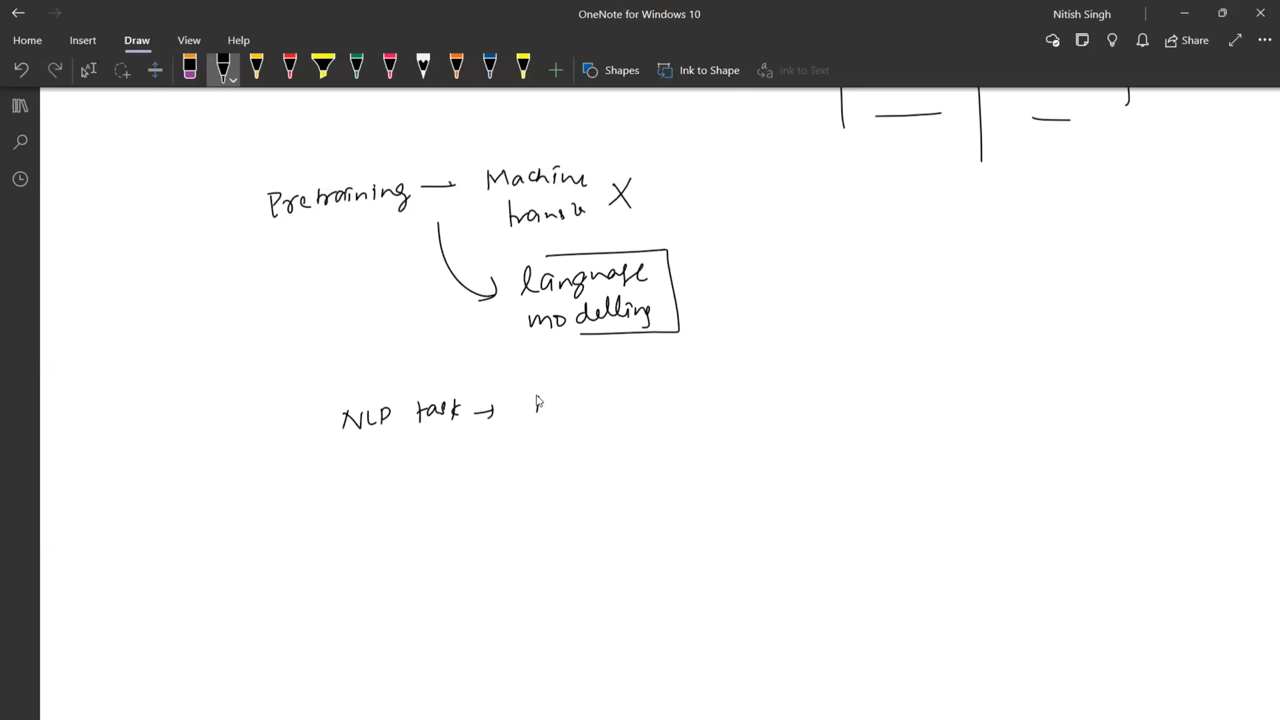 OneNote for Windows 10
Nitish Singh
Home
Insert
Draw
View
Help
Share
Shapes
Ink to Shape
Ink to Text
Pretraining → Machine
X
language
modelling
NLP task →